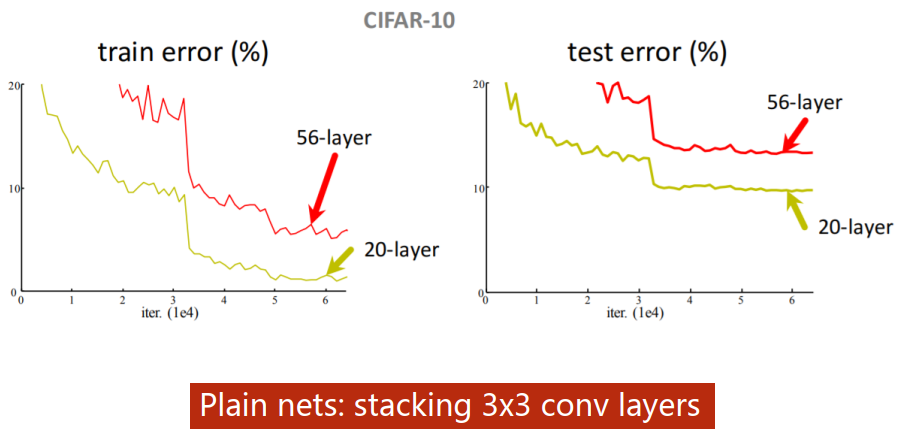 CIFAR-10
train error (%)
20
10
0
0 1 2 3 4 5 6
iter. (1e4)
56-layer
20-layer
test error (%)
20
10
0
0 1 2 3 4 5 6
iter. (1e4)
56-layer
20-layer
Plain nets: stacking 3x3 conv layers